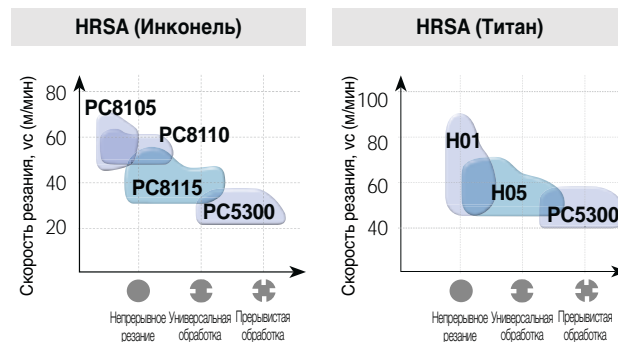 HRSA (Инконель)
Скорость резания, vc (м/мин)
80
60
40
20
PC8105
PC8110
PC8115
PC5300
Непрерывное
резание
Универсальная
обработка
Прерывистая
обработка
HRSA (Титан)
Скорость резания, vc (м/мин)
100
80
60
40
H01
H05
PC5300
Непрерывное
резание
Универсальная
обработка
Прерывистая
обработка